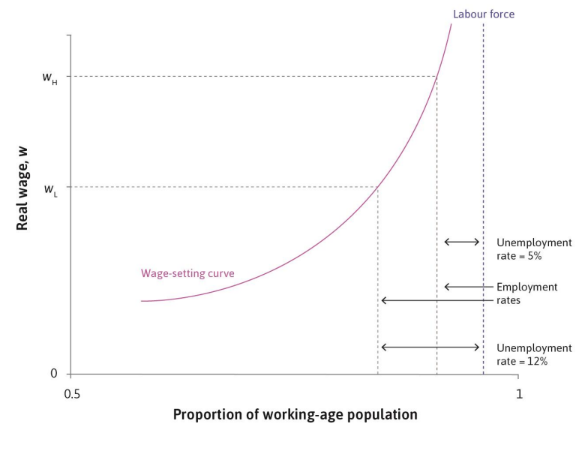 Labour force
wH
Real wage, w
wL
Unemployment
rate = 5%
Wage-setting curve
Employment
rates
Unemployment
rate = 12%
0
0.5
1
Proportion of working-age population